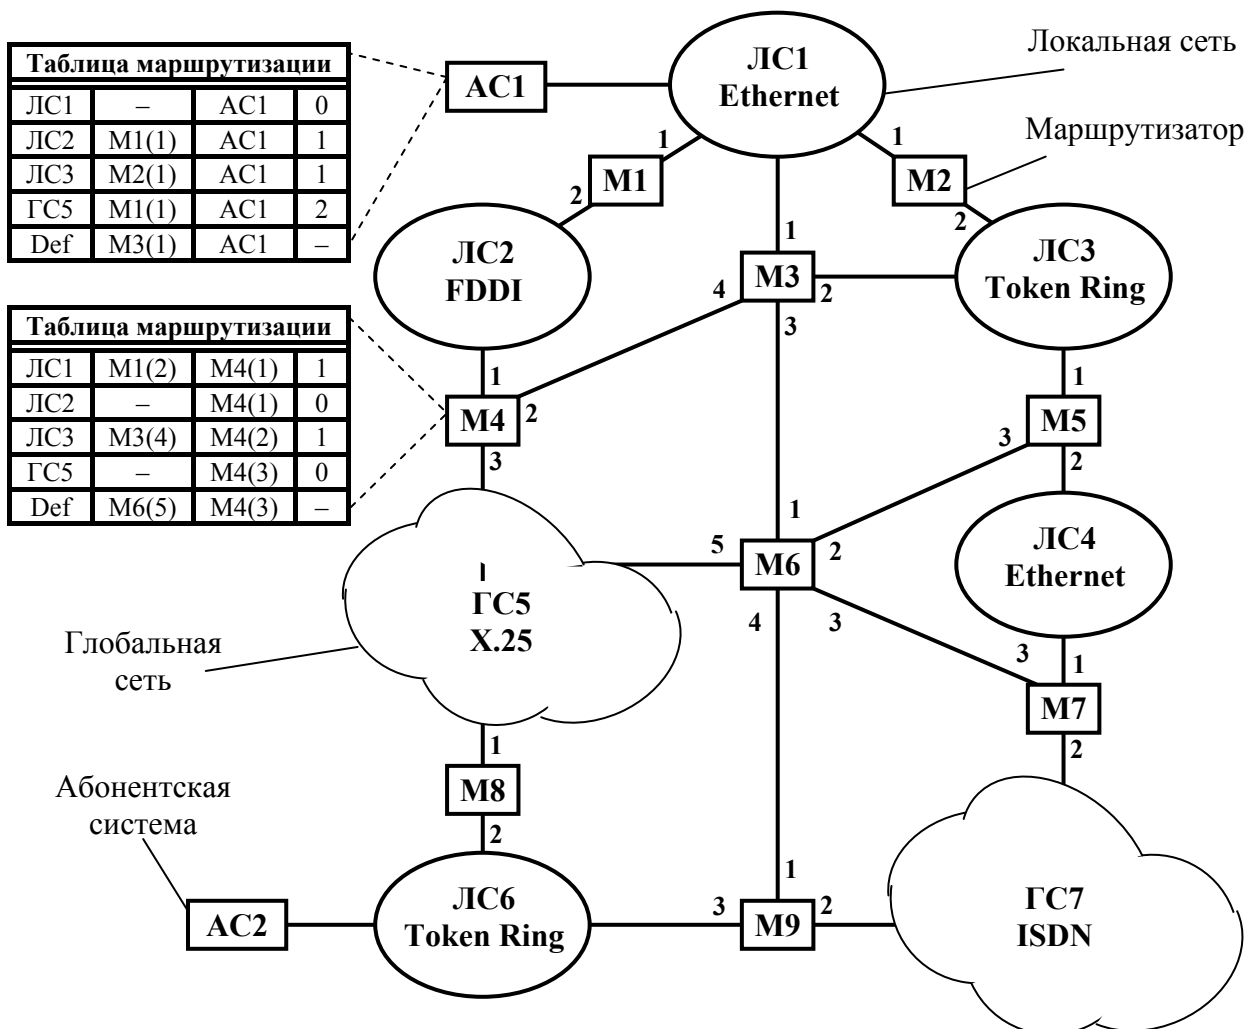 Локальная сеть
ЛС1
Ethernet
АС1
Таблица маршрутизации
ЛС1 – АС1 0
ЛС2 М1(1) АС1 1
ЛС3 М2(1) АС1 1
ГС5 М1(1) АС1 2
Def М3(1) АС1 –
Маршрутизатор
1
1
М1
М2
2
2
ЛС2
FDDI
1
М3
4
2
3
ЛС3
Token Ring
Таблица маршрутизации
ЛС1 М1(2) М4(1) 1
ЛС2 – М4(1) 0
ЛС3 М3(4) М4(2) 1
ГС5 – М4(3) 0
Def М6(5) М4(3) –
1
М4
2
3
1
М5
3
2
ЛС4
Ethernet
1
5
М6
2
4
3
ГС5
X.25
Глобальная
сеть
3
1
М7
2
1
М8
2
Абонентская
система
АС2
ЛС6
Token Ring
1
3
М9
2
ГС7
ISDN